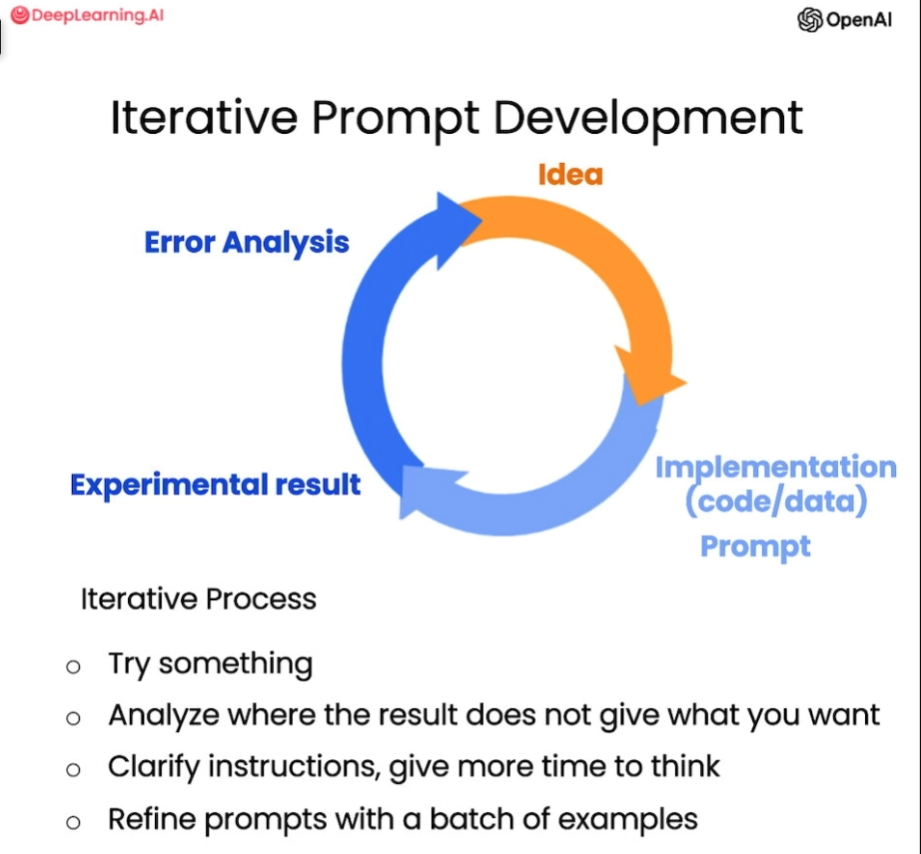 DeepLearning.AI
OpenAI
Iterative Prompt Development
Idea
Error Analysis
Implementation
(code/data)
Prompt
Experimental result
Iterative Process
o Try something
o Analyze where the result does not give what you want
o Clarify instructions, give more time to think
o Refine prompts with a batch of examples